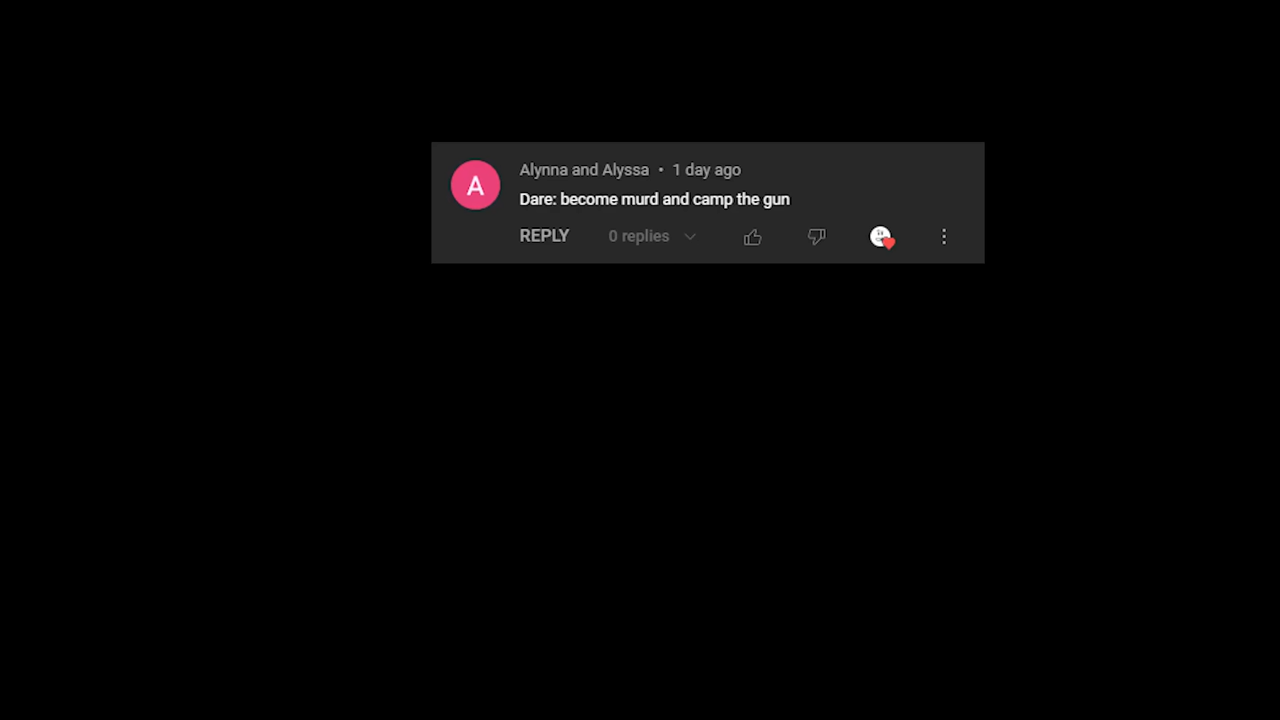 A
Alynna and Alyssa • 1 day ago
Dare: become murd and camp the gun
REPLY 0 replies